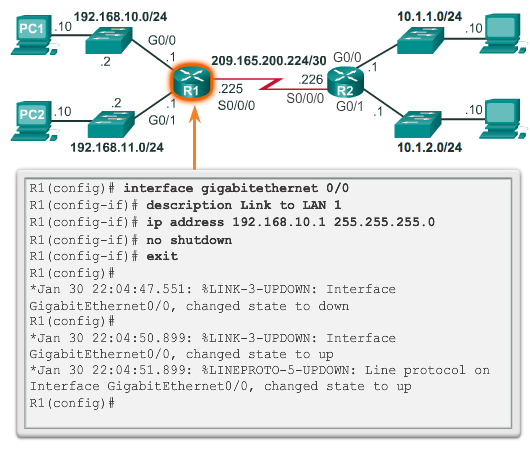 192.168.10.0/24
10.1.1.0/24
PC1
.10
G0/0
.10
.2
.1
209.165.200.224/30
G0/0
.1
R1
.225
.226
R2
S0/0/0
S0/0/0
PC2
.10
.2
.1
G0/1
G0/1
.1
.10
192.168.11.0/24
10.1.2.0/24
R1(config)# interface gigabitethernet 0/0
R1(config-if)# description Link to LAN 1
R1(config-if)# ip address 192.168.10.1 255.255.255.0
R1(config-if)# no shutdown
R1(config-if)# exit
R1(config)#
*Jan 30 22:04:47.551: %LINK-3-UPDOWN: Interface
GigabitEthernet0/0, changed state to down
R1(config)#
*Jan 30 22:04:50.899: %LINK-3-UPDOWN: Interface
GigabitEthernet0/0, changed state to up
*Jan 30 22:04:51.899: %LINEPROTO-5-UPDOWN: Line protocol on
Interface GigabitEthernet0/0, changed state to up
R1(config)#